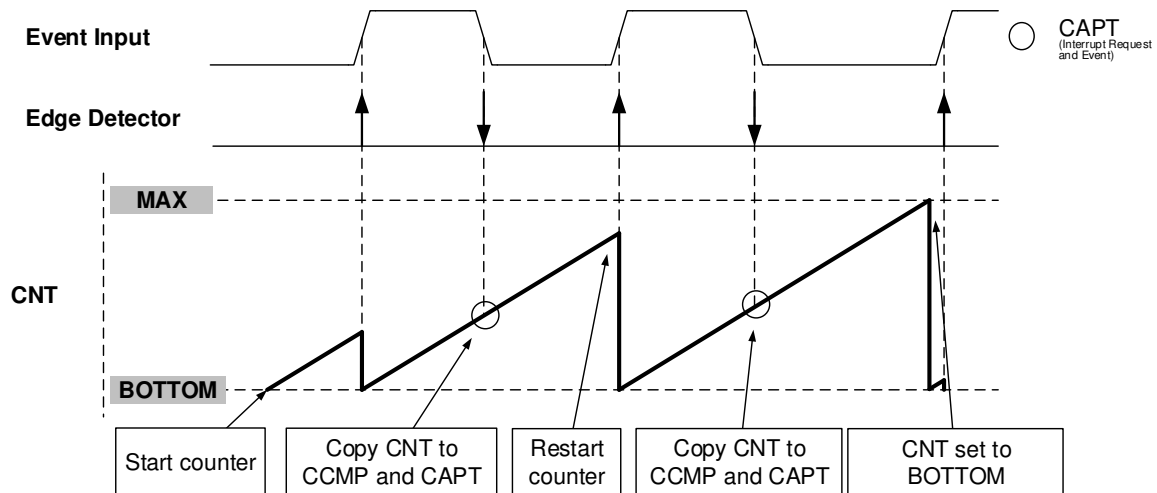 Event Input
CAPT
(Interrupt Request
and Event)
Edge Detector
MAX
CNT
BOTTOM
Start counter
Copy CNT to
CCMP and CAPT
Restart
counter
Copy CNT to
CCMP and CAPT
CNT set to
BOTTOM